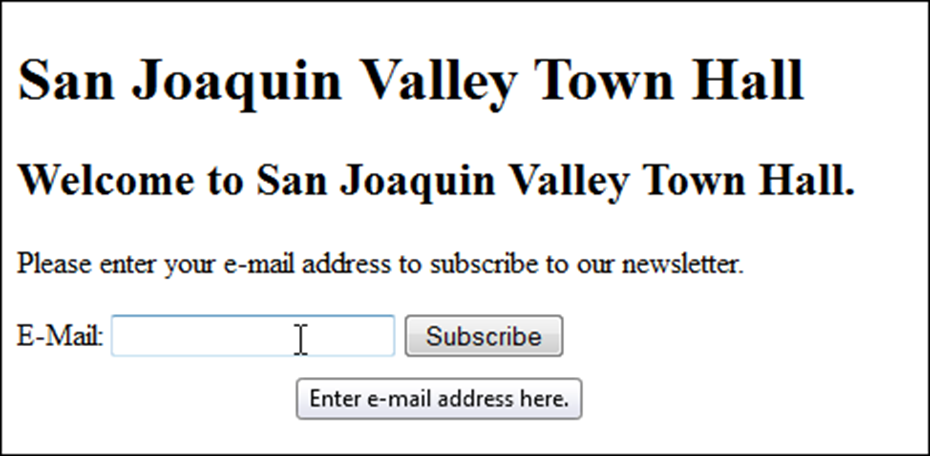 San Joaquin Valley Town Hall
Welcome to San Joaquin Valley Town Hall.
Please enter your e-mail address to subscribe to our newsletter.
E-Mail: Subscribe
Enter e-mail address here.